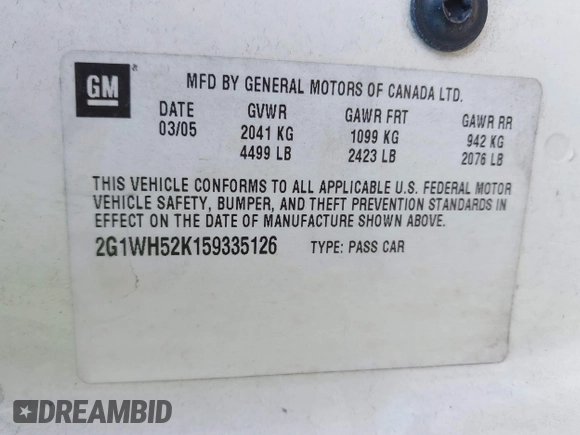 GM
MFD BY GENERAL MOTORS OF CANADA LTD.
DATE GVWR GAWR FRT GAWR RR
03/05 2041 KG 1099 KG 942 KG
4499 LB 2423 LB 2076 LB
THIS VEHICLE CONFORMS TO ALL APPLICABLE U.S. FEDERAL MOTOR
VEHICLE SAFETY, BUMPER, AND THEFT PREVENTION STANDARDS IN
EFFECT ON THE DATE OF MANUFACTURE SHOWN ABOVE.
2G1WH52K159335126 TYPE: PASS CAR
DREAMBID